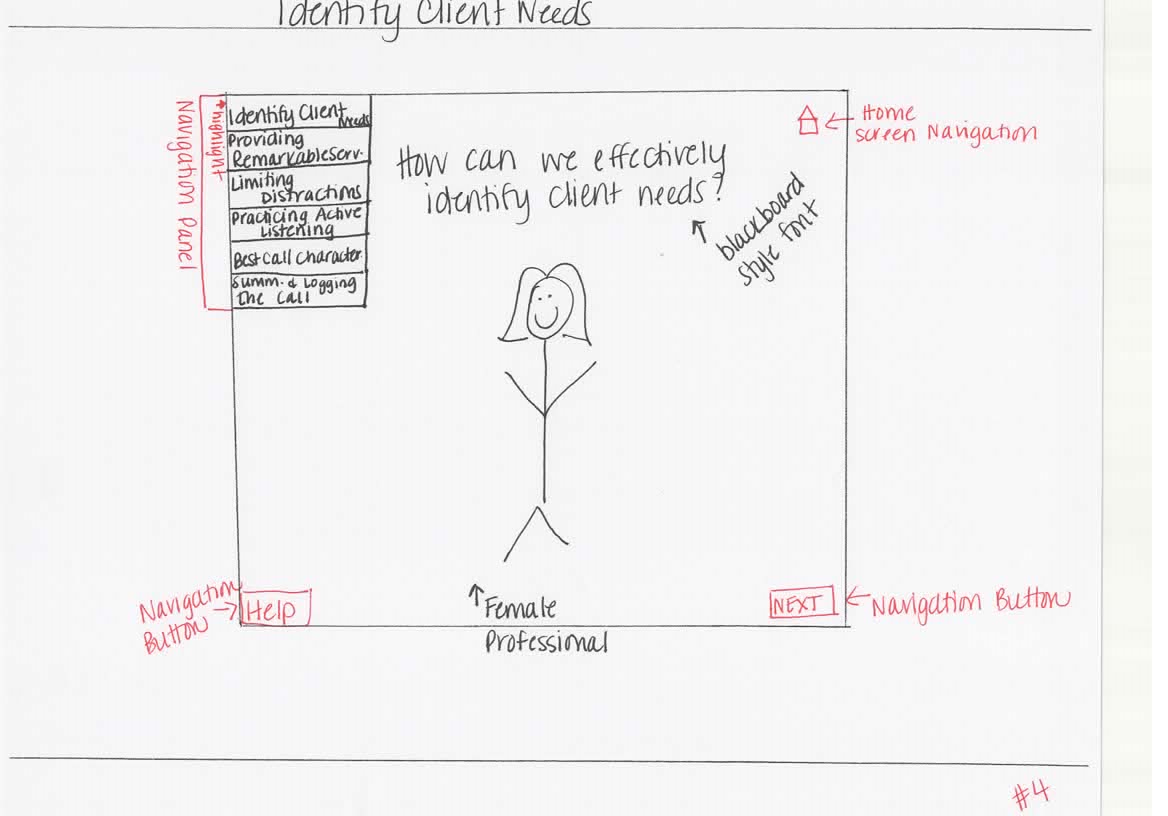 Identify Client Needs
Navigation Panel
highlight
Identify Client
Needs
Providing
Remarkable Serv.
Limiting
Distractions
Practicing Active
Listening
Best Call Character.
Summ. & Logging
The Call
How can we effectively
identify client needs?
blackboard
style font
Home
Screen Navigation
Navigation
Button
Help
Female
Professional
NEXT
Navigation Button
#4